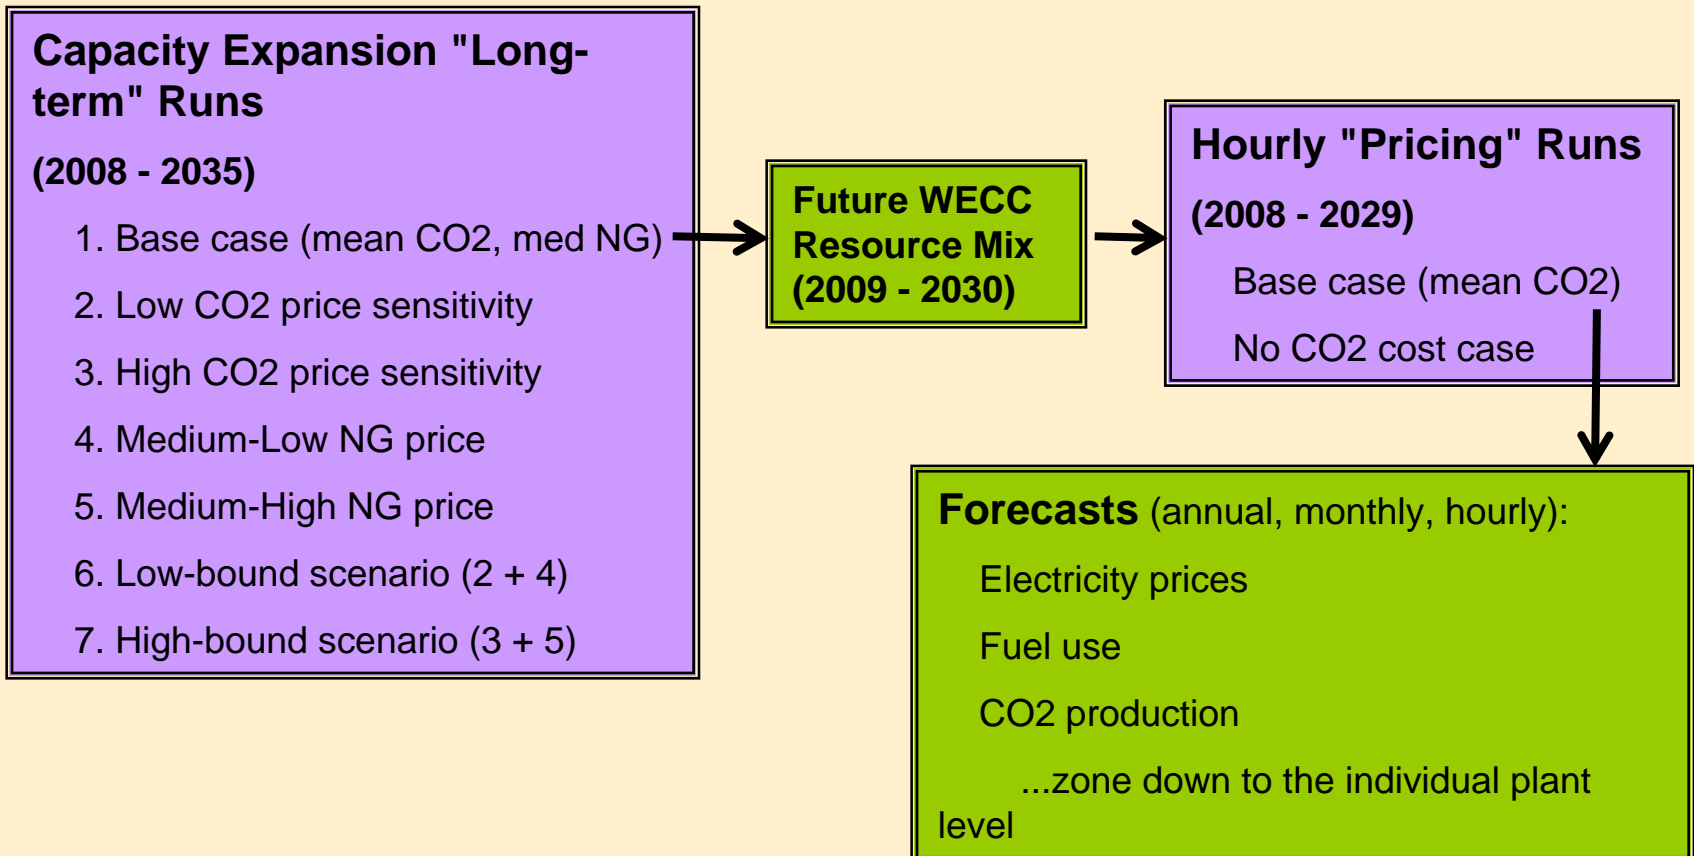 Capacity Expansion "Long-
term" Runs
(2008 - 2035)
1. Base case (mean CO2, med NG)
2. Low CO2 price sensitivity
3. High CO2 price sensitivity
4. Medium-Low NG price
5. Medium-High NG price
6. Low-bound scenario (2 + 4)
7. High-bound scenario (3 + 5)
Future WECC
Resource Mix
(2009 - 2030)
Hourly "Pricing" Runs
(2008 - 2029)
Base case (mean CO2)
No CO2 cost case
Forecasts (annual, monthly, hourly):
Electricity prices
Fuel use
CO2 production
...zone down to the individual plant
level